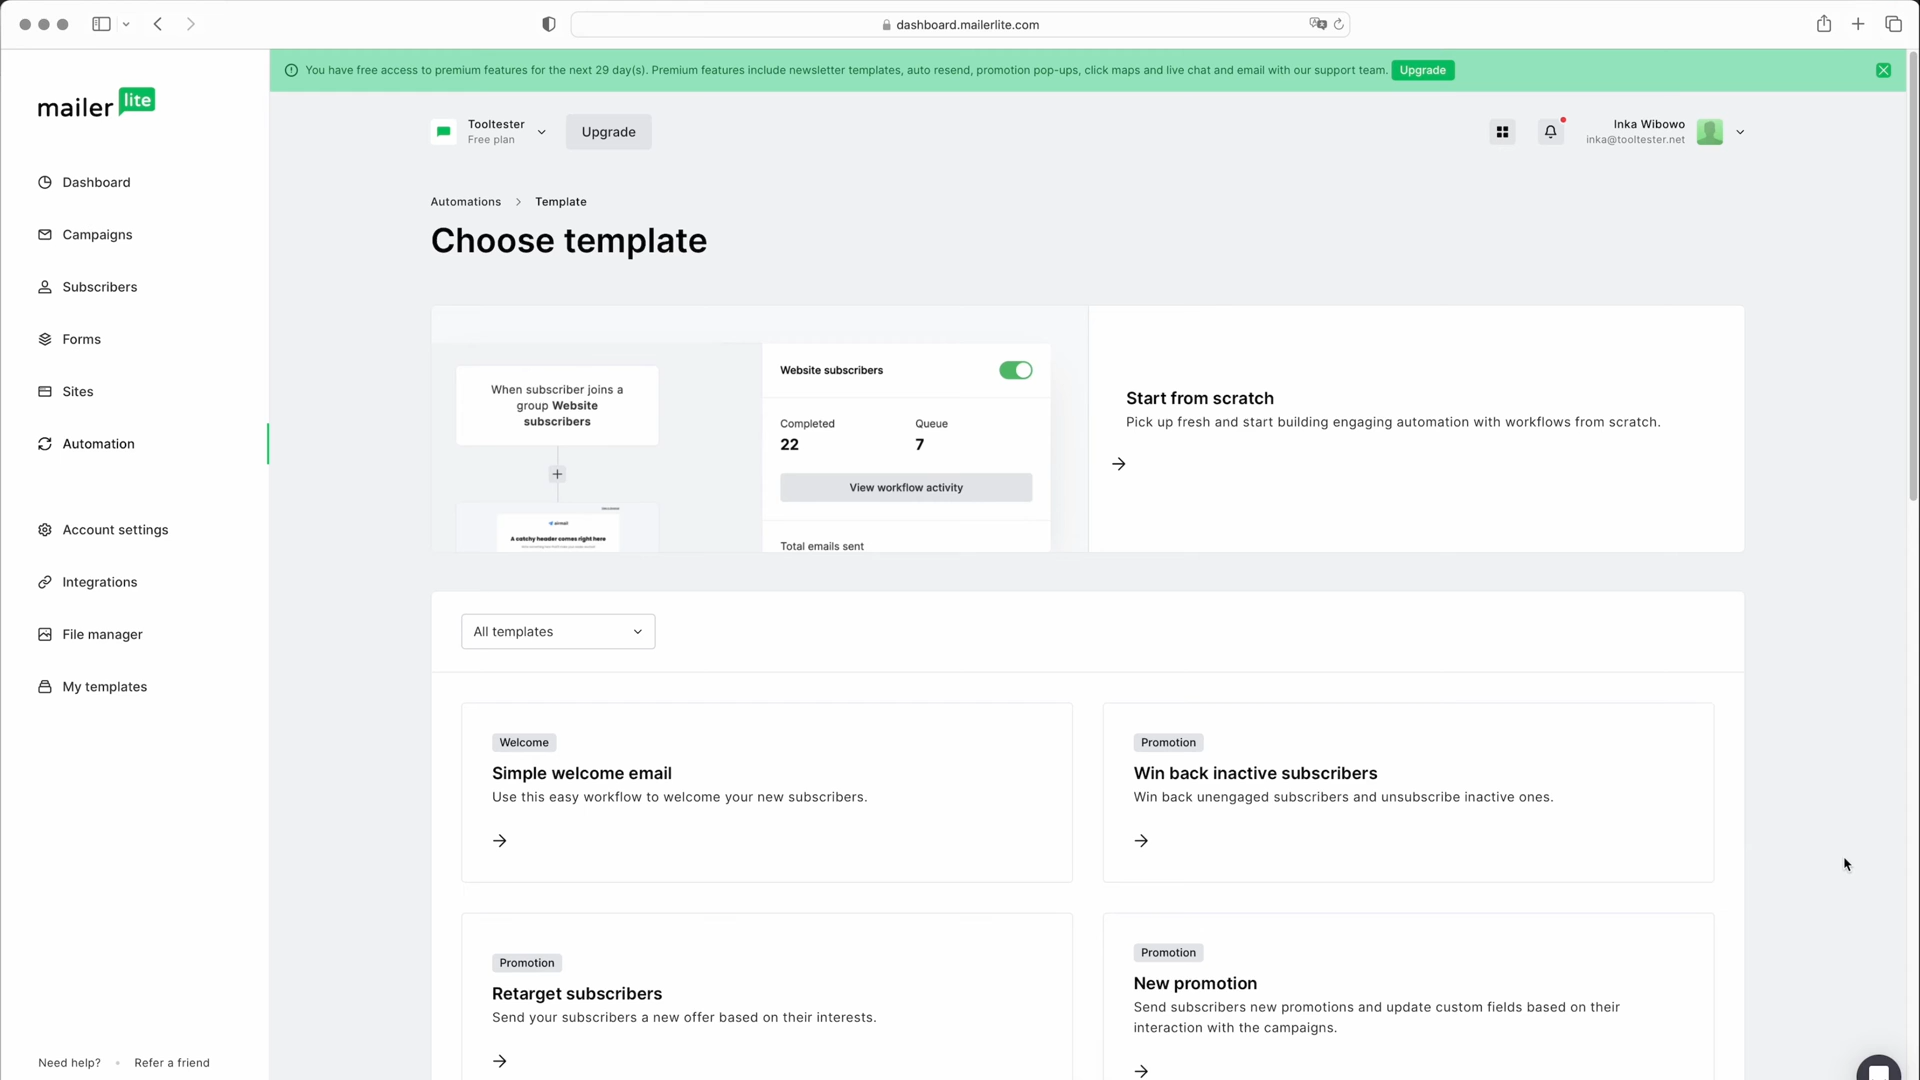 dashboard.mailerlite.com
You have free access to premium features for the next 29 day(s). Premium features include newsletter templates, auto resend, promotion pop-ups, click maps and live chat and email with our support team.
Upgrade
mailer lite
Tooltester
Free plan
Upgrade
Inka Wibowo
inka@tooltester.net
Dashboard
Campaigns
Subscribers
Forms
Sites
Automation
Account settings
Integrations
File manager
My templates
Need help?
Refer a friend
Automations > Template
Choose template
When subscriber joins a
group Website
subscribers
airmail
A catchy header comes right here
Website subscribers
Completed
22
Queue
7
View workflow activity
Total emails sent
Start from scratch
Pick up fresh and start building engaging automation with workflows from scratch.
All templates
Welcome
Simple welcome email
Use this easy workflow to welcome your new subscribers.
Promotion
Win back inactive subscribers
Win back unengaged subscribers and unsubscribe inactive ones.
Promotion
Retarget subscribers
Send your subscribers a new offer based on their interests.
Promotion
New promotion
Send subscribers new promotions and update custom fields based on their
interaction with the campaigns.